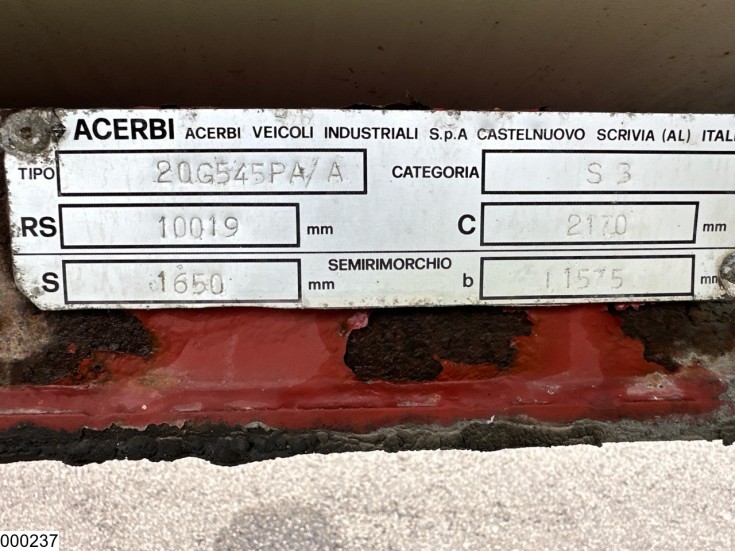 ACERBI ACERBI VEICOLI INDUSTRIALI S.p.A CASTELNUOVO SCRIVIA (AL) ITALI
TIPO 20G545PA/A CATEGORIA S 3
RS 10019 mm C 2170 mm
SEMIRIMORCHIO
S 1650 mm b 11575 mm
000237